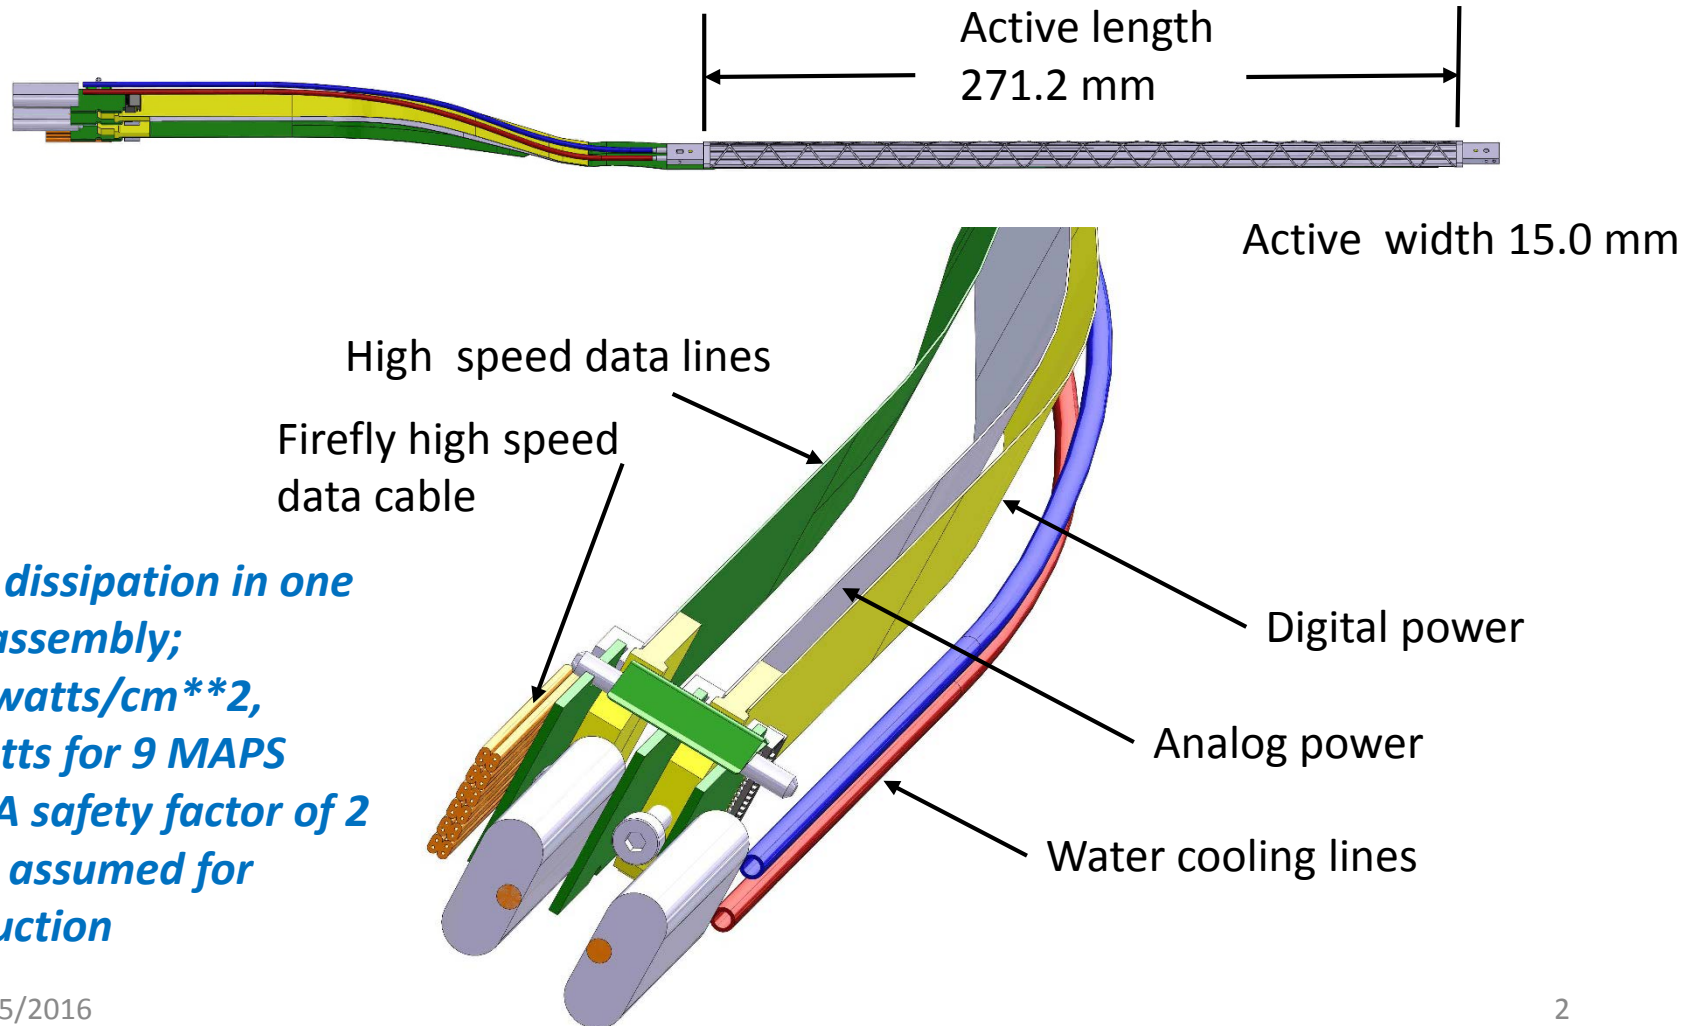 Active length
271.2 mm
Active width 15.0 mm
High speed data lines
Firefly high speed
data cable
dissipation in one
assembly;
watts/cm**2,
for 9 MAPS
A safety factor of 2
assumed for
Digital power
Analog power
Water cooling lines
5/2016
2